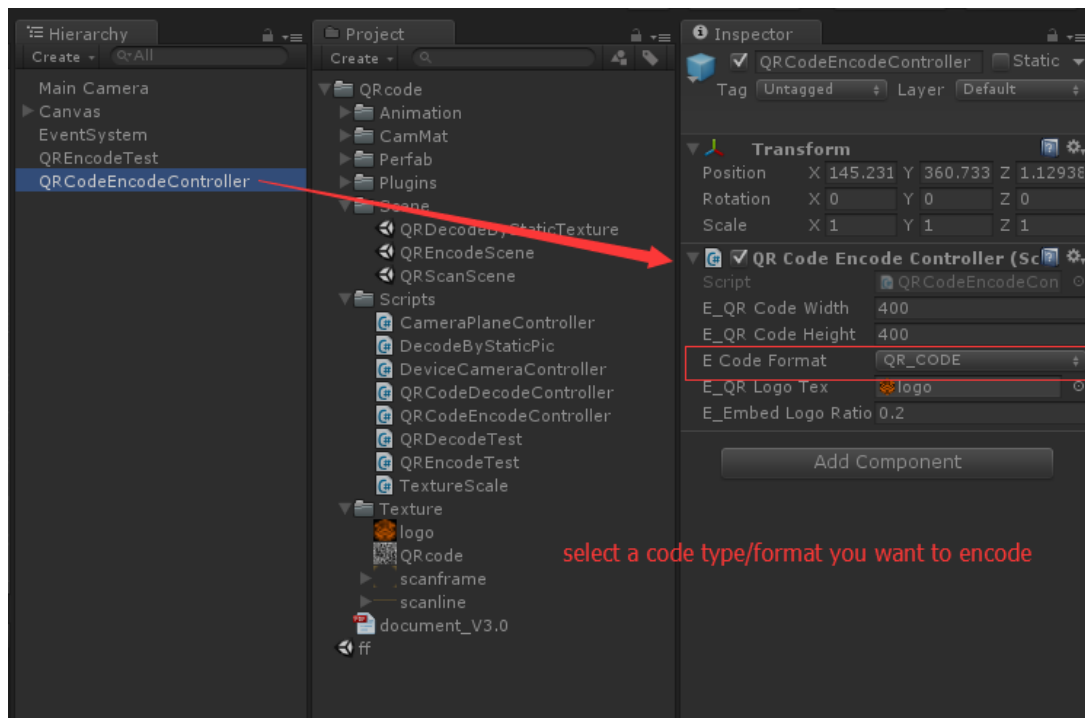 Hierarchy
Create
All
Main Camera
Canvas
EventSystem
QREncodeTest
QRCodeEncodeController
Project
Create
QRcode
Animation
CamMat
Perfab
Plugins
Scene
QRDecodeByStaticTexture
QREncodeScene
QRScanScene
Scripts
CameraPlaneController
DecodeByStaticPic
DeviceCameraController
QRCodeDecodeController
QRCodeEncodeController
QRDecodeTest
QREncodeTest
TextureScale
Texture
logo
QRcode
scanframe
scanline
document_V3.0
ff
Inspector
QRCodeEncodeController Static
Tag Untagged Layer Default
Transform
Position X 145.231 Y 360.733 Z 1.12938
Rotation X 0 Y 0 Z 0
Scale X 1 Y 1 Z 1
QR Code Encode Controller (Sc
Script QRCodeEncodeCon
E_QR Code Width 400
E_QR Code Height 400
E Code Format QR_CODE
E_QR Logo Tex logo
E_Embed Logo Ratio 0.2
Add Component
select a code type/format you want to encode